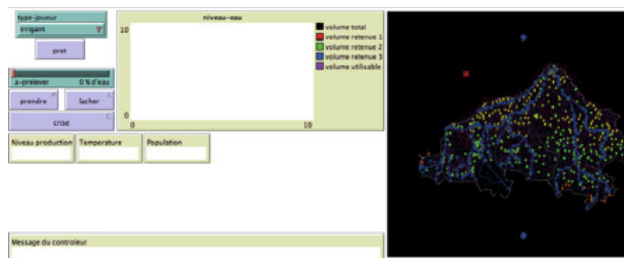 type-joueur
irrigant
pret
a-prelever 0 % d'eau
prendre P
lacher L
crise C
niveau-eau
10
0
0 10
volume total
volume retenue 1
volume retenue 2
volume retenue 3
volume utilisable
Niveau production
Temperature
Population
Message du controleur